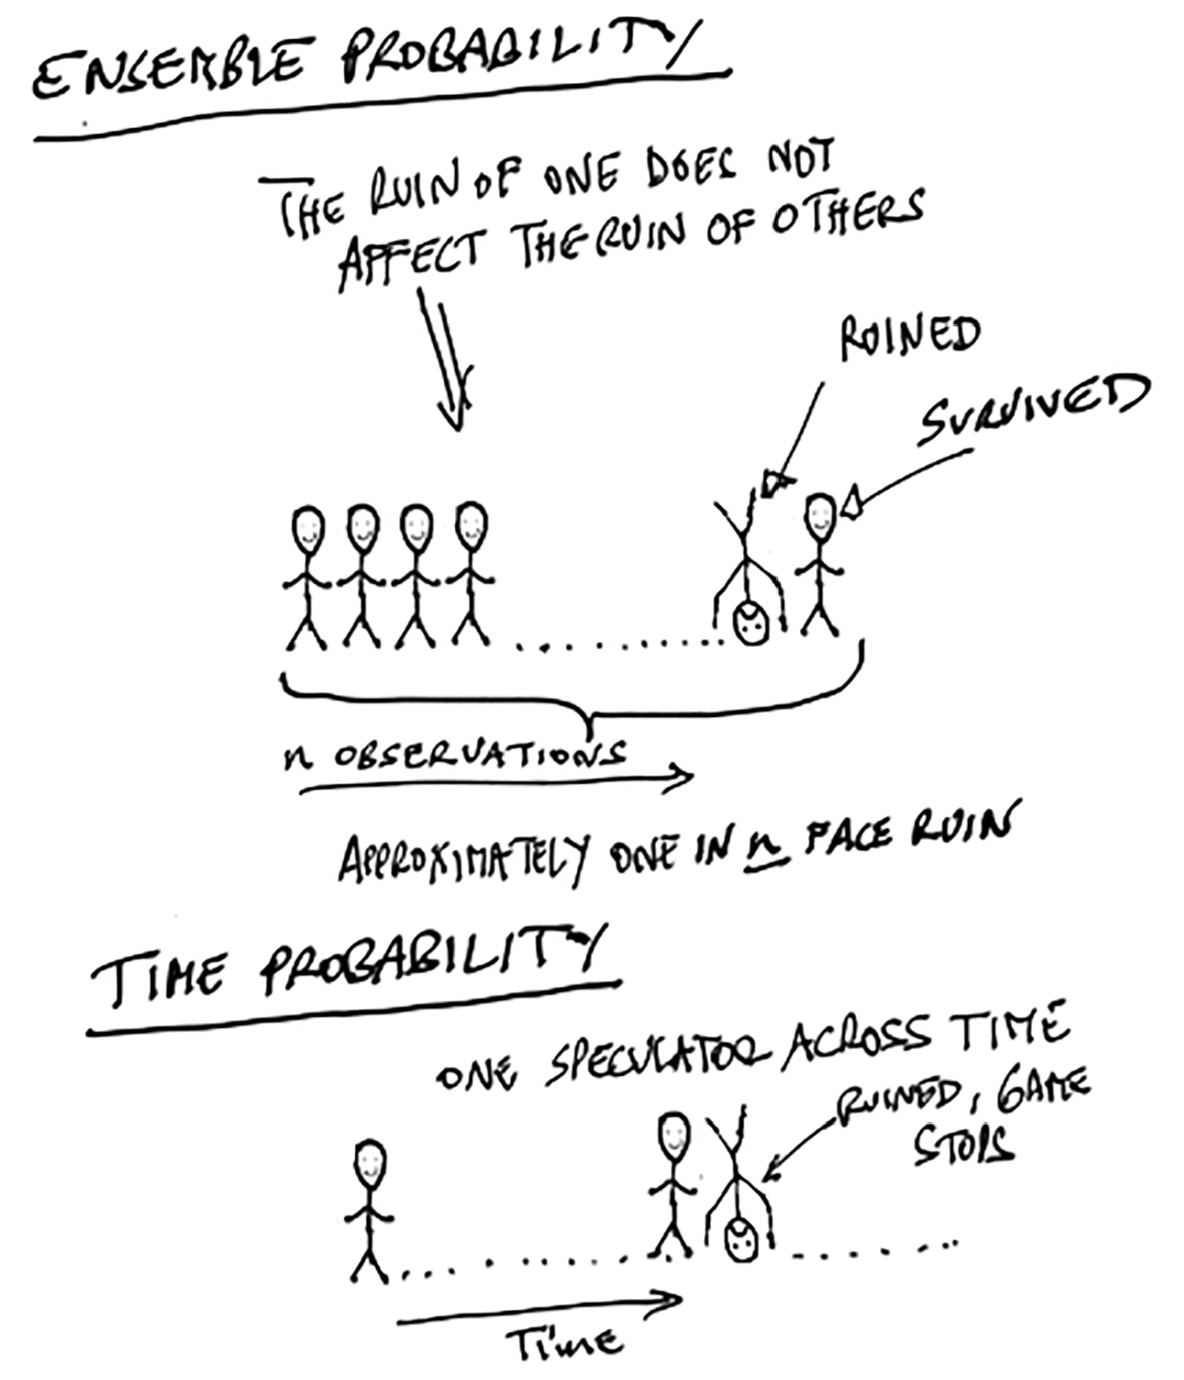 ENSEMBLE PROBABILITY
THE RUIN OF ONE DOES NOT
AFFECT THE RUIN OF OTHERS
RUINED
SURVIVED
n OBSERVATIONS
APPROXIMATELY ONE IN n FACE RUIN
TIME PROBABILITY
ONE SPECULATOR ACROSS TIME
RUINED, GAME
STOPS
Time